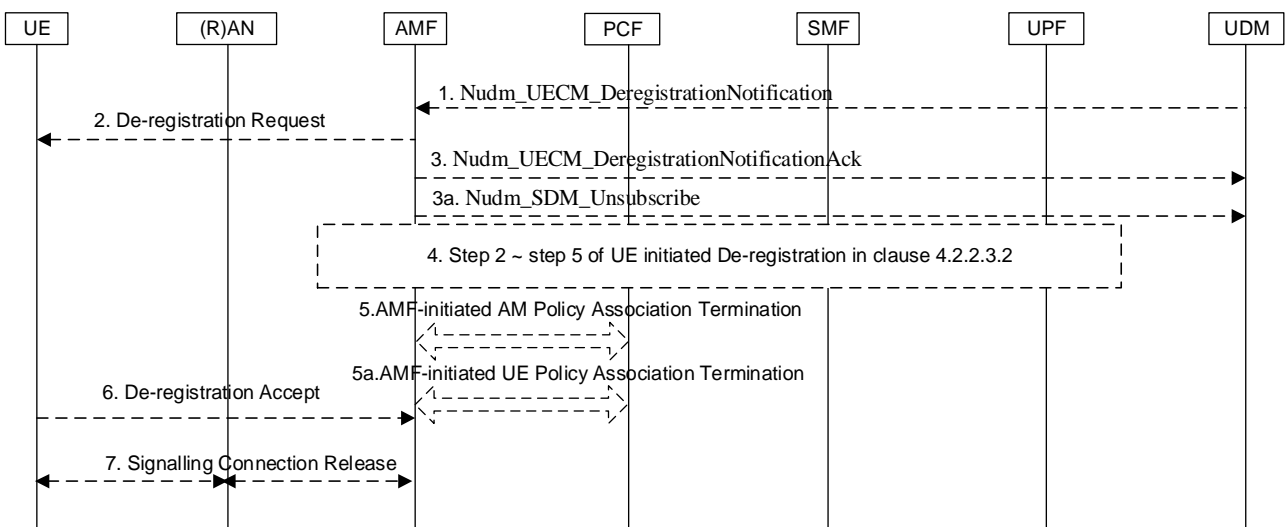 UE (R)AN AMF PCF SMF UPF UDM
1. Nudm_UECM_DeregistrationNotification
2. De-registration Request
3. Nudm_UECM_DeregistrationNotificationAck
3a. Nudm_SDM_Unsubscribe
4. Step 2 ~ step 5 of UE initiated De-registration in clause 4.2.2.3.2
5.AMF-initiated AM Policy Association Termination
5a.AMF-initiated UE Policy Association Termination
6. De-registration Accept
7. Signalling Connection Release